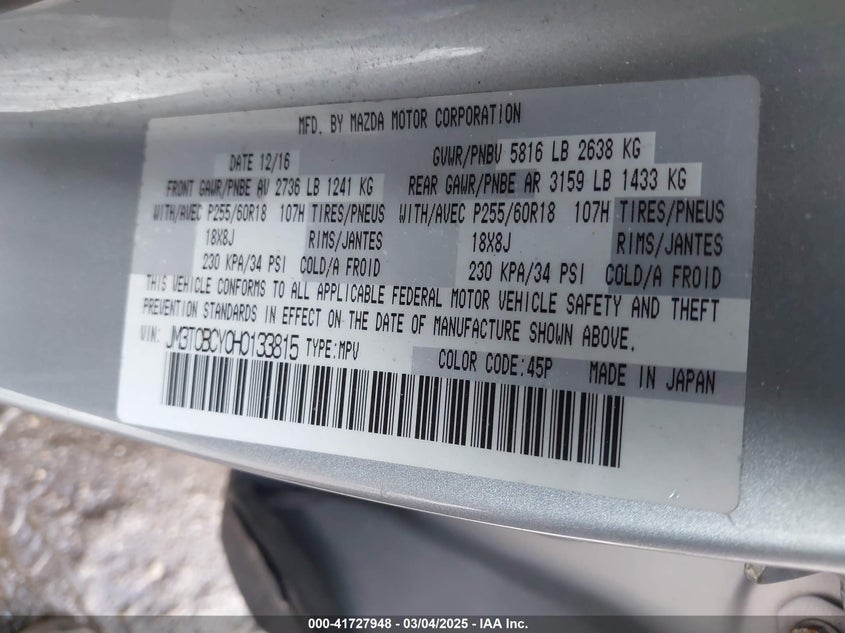 MFD. BY MAZDA MOTOR CORPORATION
DATE 12/16 GVWR/PNBV 5816 LB 2638 KG
FRONT GAWR/PNBE AV 2736 LB 1241 KG REAR GAWR/PNBE AR 3159 LB 1433 KG
WITH/AVEC P255/60R18 107H TIRES/PNEUS WITH/AVEC P255/60R18 107H TIRES/PNEUS
18X8J RIMS/JANTES 18X8J RIMS/JANTES
230 KPA/34 PSI COLD/A FROID 230 KPA/34 PSI COLD/A FROID
THIS VEHICLE CONFORMS TO ALL APPLICABLE FEDERAL MOTOR VEHICLE SAFETY AND THEFT
PREVENTION STANDARDS IN EFFECT ON THE DATE OF MANUFACTURE SHOWN ABOVE.
VIN: JM3TCBCY0H0133815 TYPE:MPV COLOR CODE:45P MADE IN JAPAN
000-41727948 - 03/04/2025 - IAA Inc.